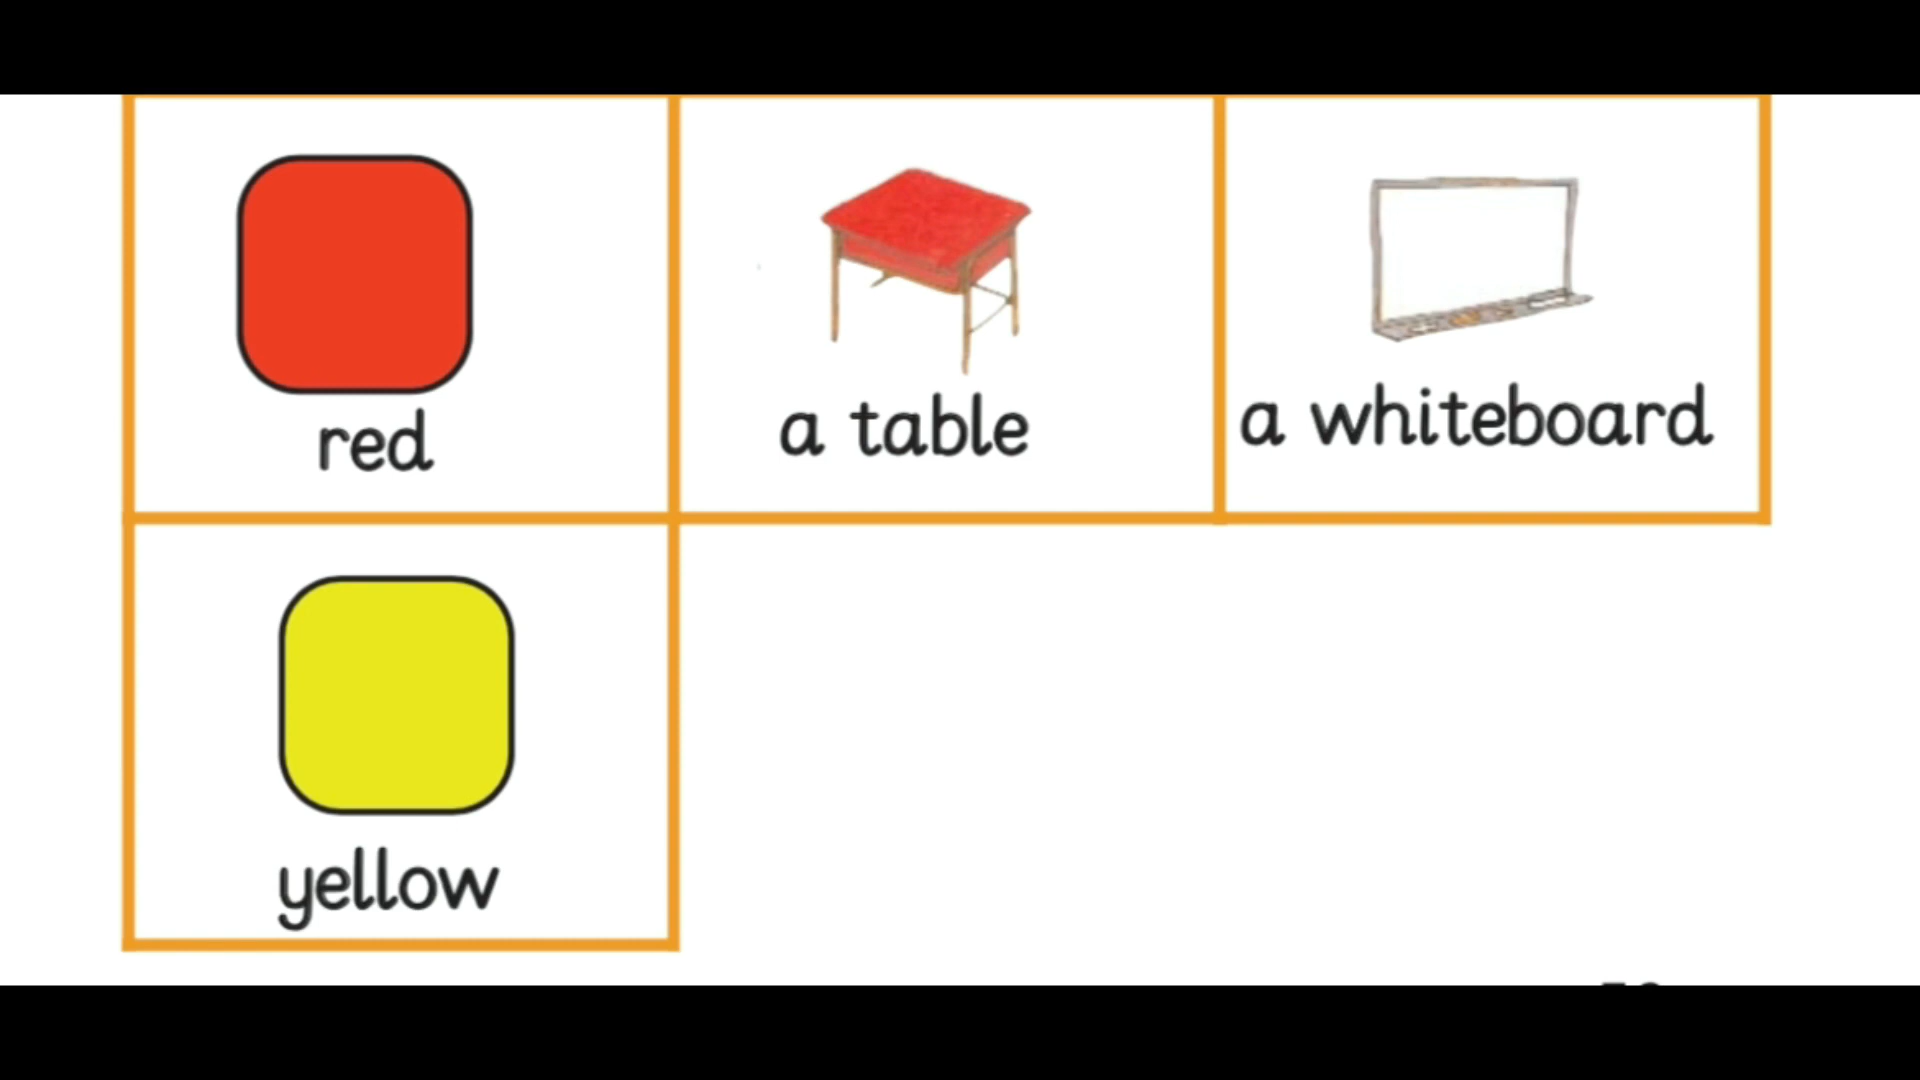 red
a table
a whiteboard
yellow